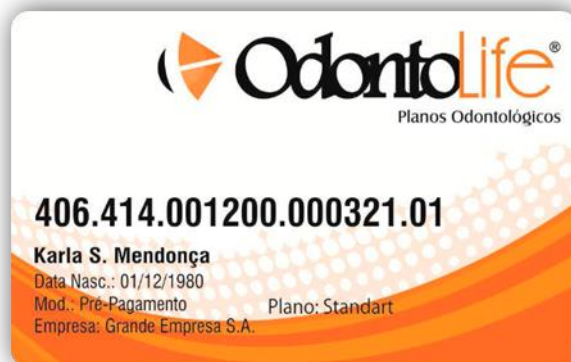 OdontoLife®
Planos Odontológicos
406.414.001200.000321.01
Karla S. Mendonça
Data Nasc.: 01/12/1980
Mod.: Pré-Pagamento Plano: Standart
Empresa: Grande Empresa S.A.